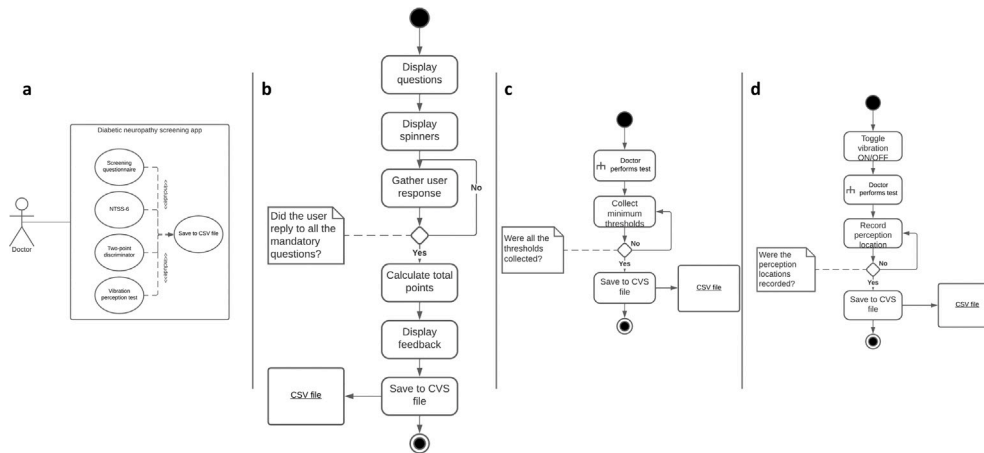 a
Diabetic neuropathy screening app
Screening
questionnaire
NTSS-6
Two-point
discriminator
Vibration
perception test
<<include>>
<<include>>
Save to CSV file
Doctor
b
Display
questions
Display
spinners
Gather user
response
No
Did the user
reply to all the
mandatory
questions?
Yes
Calculate total
points
Display
feedback
Save to CVS
file
CSV file
c
Doctor
performs test
Collect
minimum
thresholds
Were all the
thresholds
collected?
No
Yes
Save to CVS
file
CSV file
d
Toggle
vibration
ON/OFF
Doctor
performs test
Record
perception
location
Were the
perception
locations
recorded?
No
Yes
Save to CVS
file
CSV file